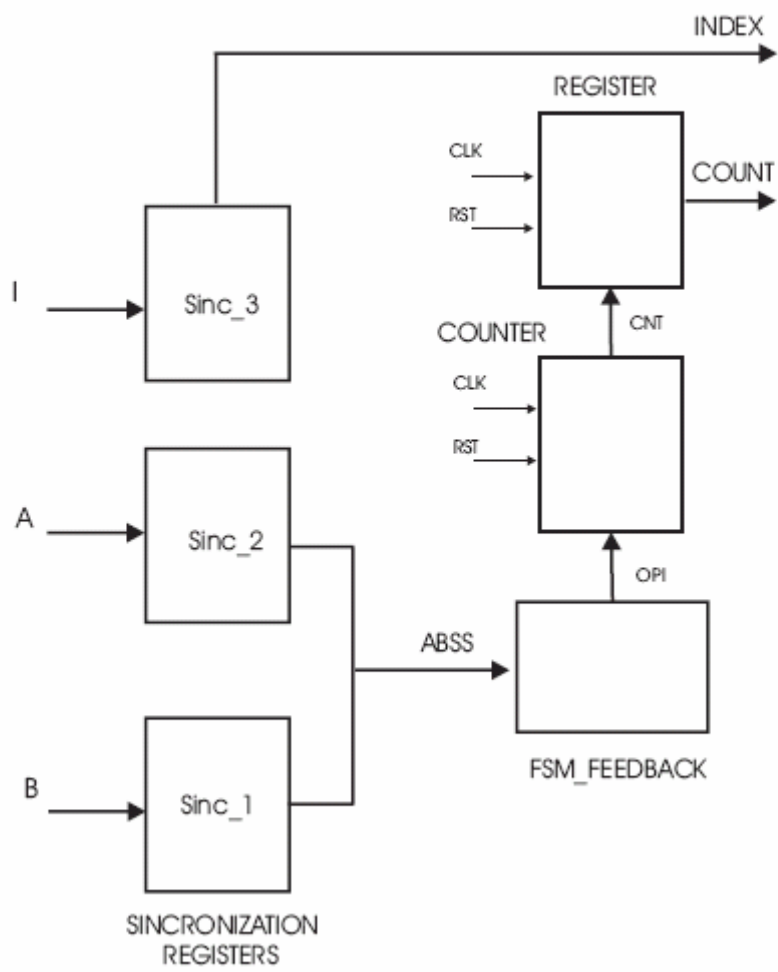 INDEX
REGISTER
CLK
COUNT
RST
I
Sinc_3
CNT
COUNTER
CLK
RST
A
Sinc_2
OPI
ABSS
FSM_FEEDBACK
B
Sinc_1
SINCRONIZATION
REGISTERS